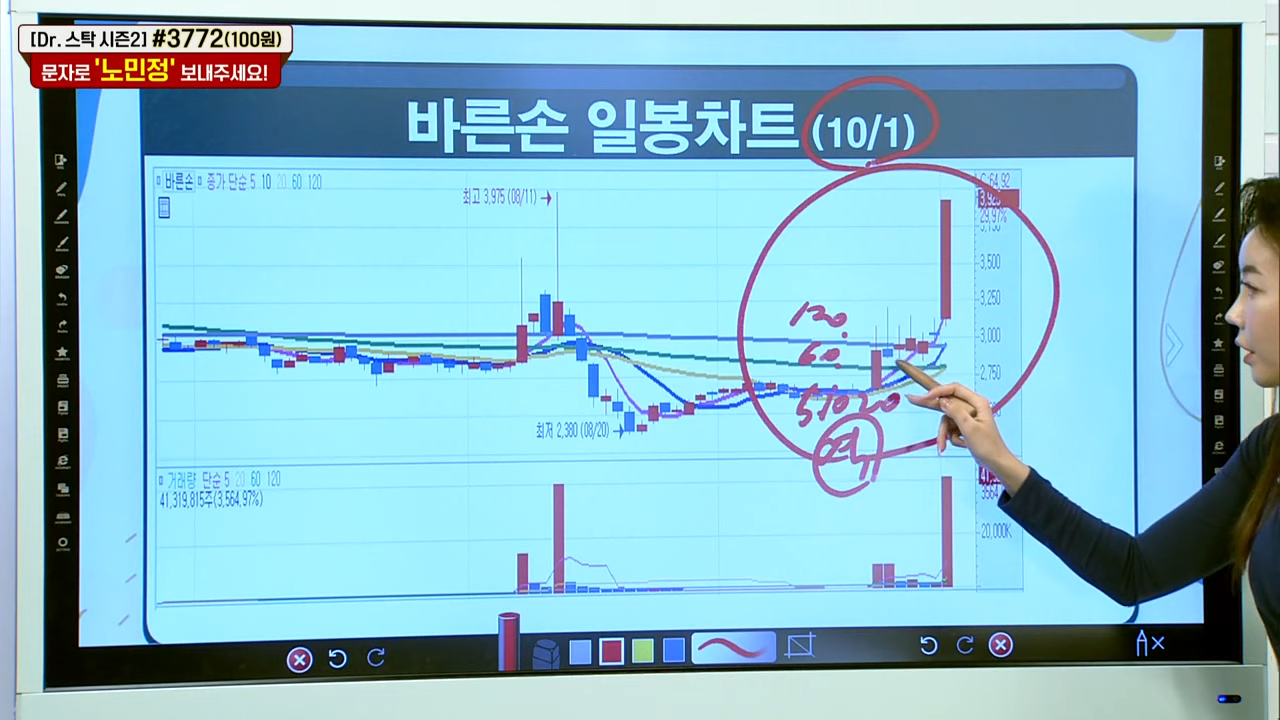 [Dr. 스탁 시즌2] #3772(100원)
문자로 '노민정' 보내주세요!
바른손 일봉차트 (10/1)
바른손 종가 단순 5 10 20 60 120
최고 3,975 (08/11)
29.97%
3,500
3,250
3,000
2,750
120
60
5 10 20
최저 2,380 (08/20)
거래량 단순 5 20 60 120
41,319,815주(3,564.97%)
20,000K